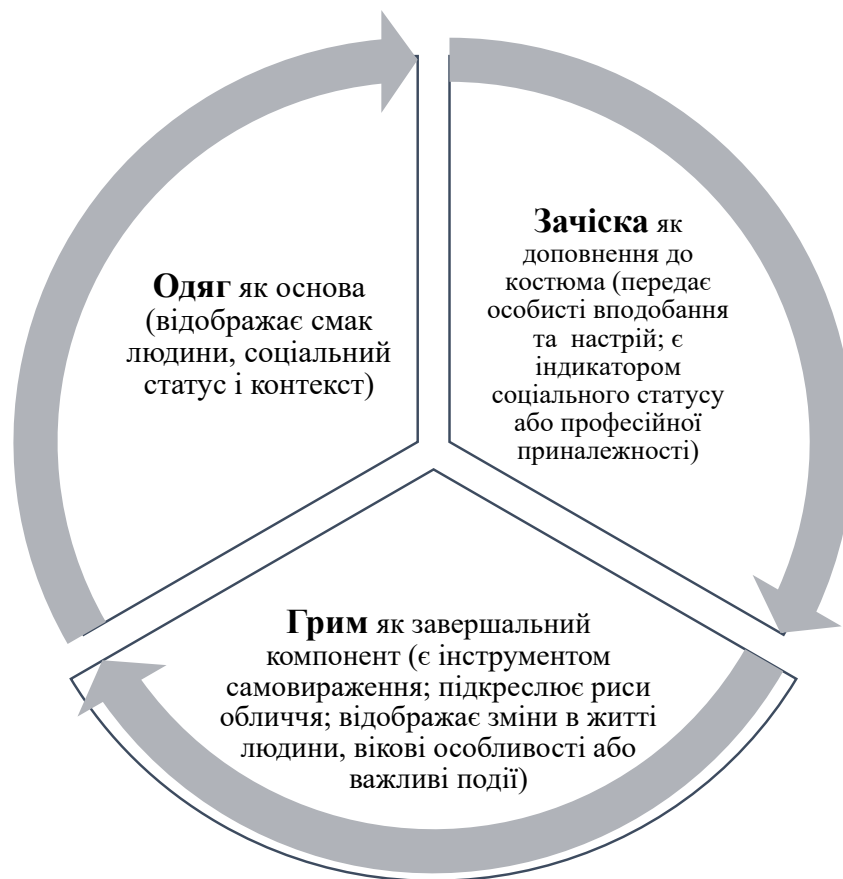 Одяг як основа
(відображає смак
людини, соціальний
статус і контекст)
Зачіска як
доповнення до
костюма (передає
особисті вподобання
та настрій; є
індикатором
соціального статусу
або професійної
приналежності)
Грим як завершальний
компонент (є інструментом
самовираження; підкреслює риси
обличчя; відображає зміни в житті
людини, вікові особливості або
важливі події)